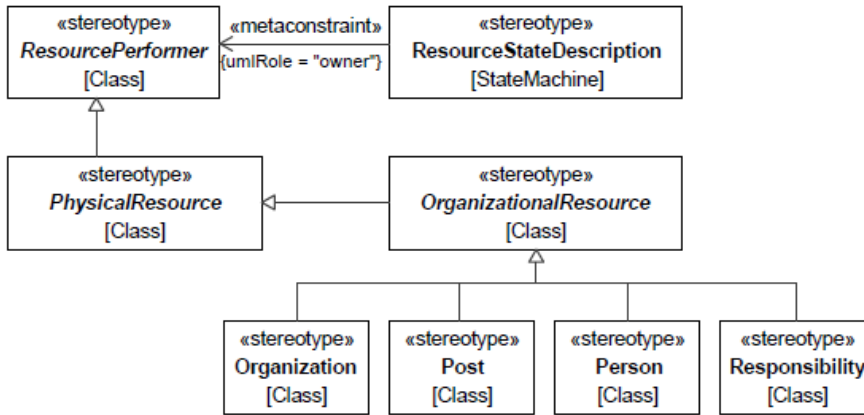 «stereotype»
ResourcePerformer
[Class]
«metaconstraint»
{umlRole = "owner"}
«stereotype»
ResourceStateDescription
[StateMachine]
«stereotype»
PhysicalResource
[Class]
«stereotype»
OrganizationalResource
[Class]
«stereotype»
Organization
[Class]
«stereotype»
Post
[Class]
«stereotype»
Person
[Class]
«stereotype»
Responsibility
[Class]